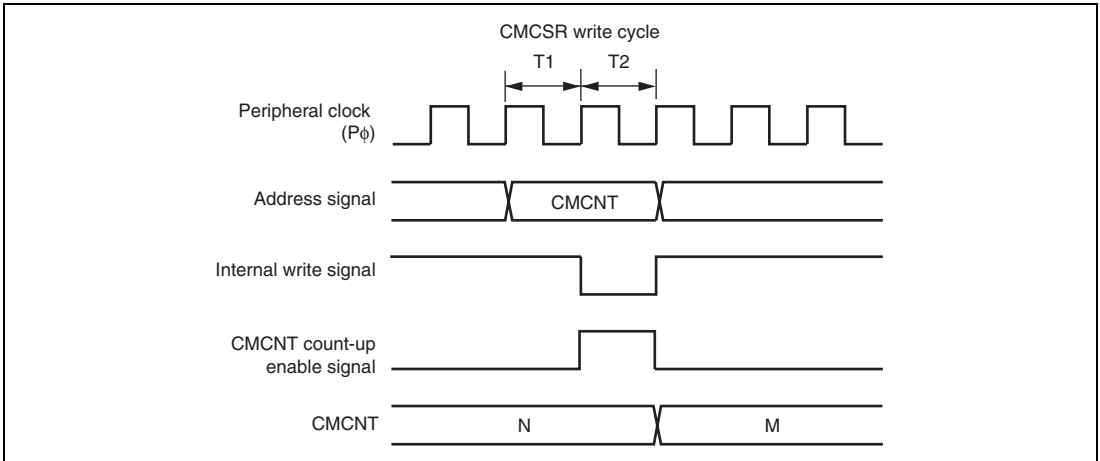 CMCSR write cycle
T1 T2
Peripheral clock
(Pϕ)
Address signal
CMCNT
Internal write signal
CMCNT count-up
enable signal
CMCNT
N
M